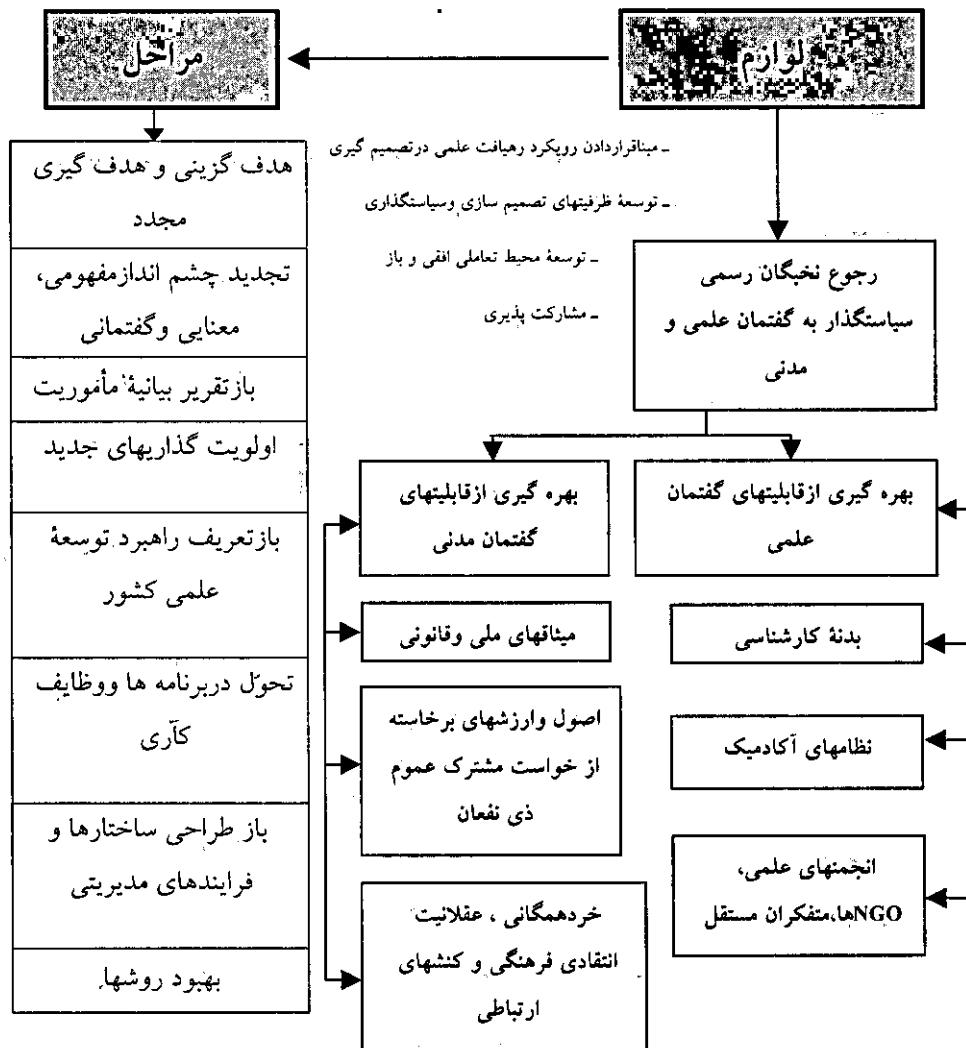 لوازم
مراحل
ـ مبناقراردادن رویکرد رهیافت علمی درتصمیم گیری
ـ توسعهٔ ظرفیتهای تصمیم سازی وسیاستگذاری
ـ توسعهٔ محیط تعاملی افقی و باز
ـ مشارکت پذیری
رجوع نخبگان رسمی
سیاستگذار به گفتمان علمی و
مدنی
بهره گیری ازقابلیتهای گفتمان
علمی
بدنهٔ کارشناسی
نظامهای آکادمیک
انجمنهای علمی،
NGOها،متفکران مستقل
بهره گیری ازقابلیتهای
گفتمان مدنی
میثاقهای ملی وقانونی
اصول وارزشهای برخاسته
از خواست مشترک عموم
ذی نفعان
خردهمگانی ، عقلانیت
انتقادی فرهنگی و کنشهای
ارتباطی
هدف گزینی و هدف گیری
مجدد
تجدید چشم اندازمفهومی،
معنایی وگفتمانی
بازتقریر بیانیهٔ مأموریت
اولویت گذاریهای جدید
بازتعریف راهبرد توسعهٔ
علمی کشور
تحوّل دربرنامه ها ووظایف
کآری
باز طراحی ساختارها و
فرایندهای مدیریتی
بهبود روشها